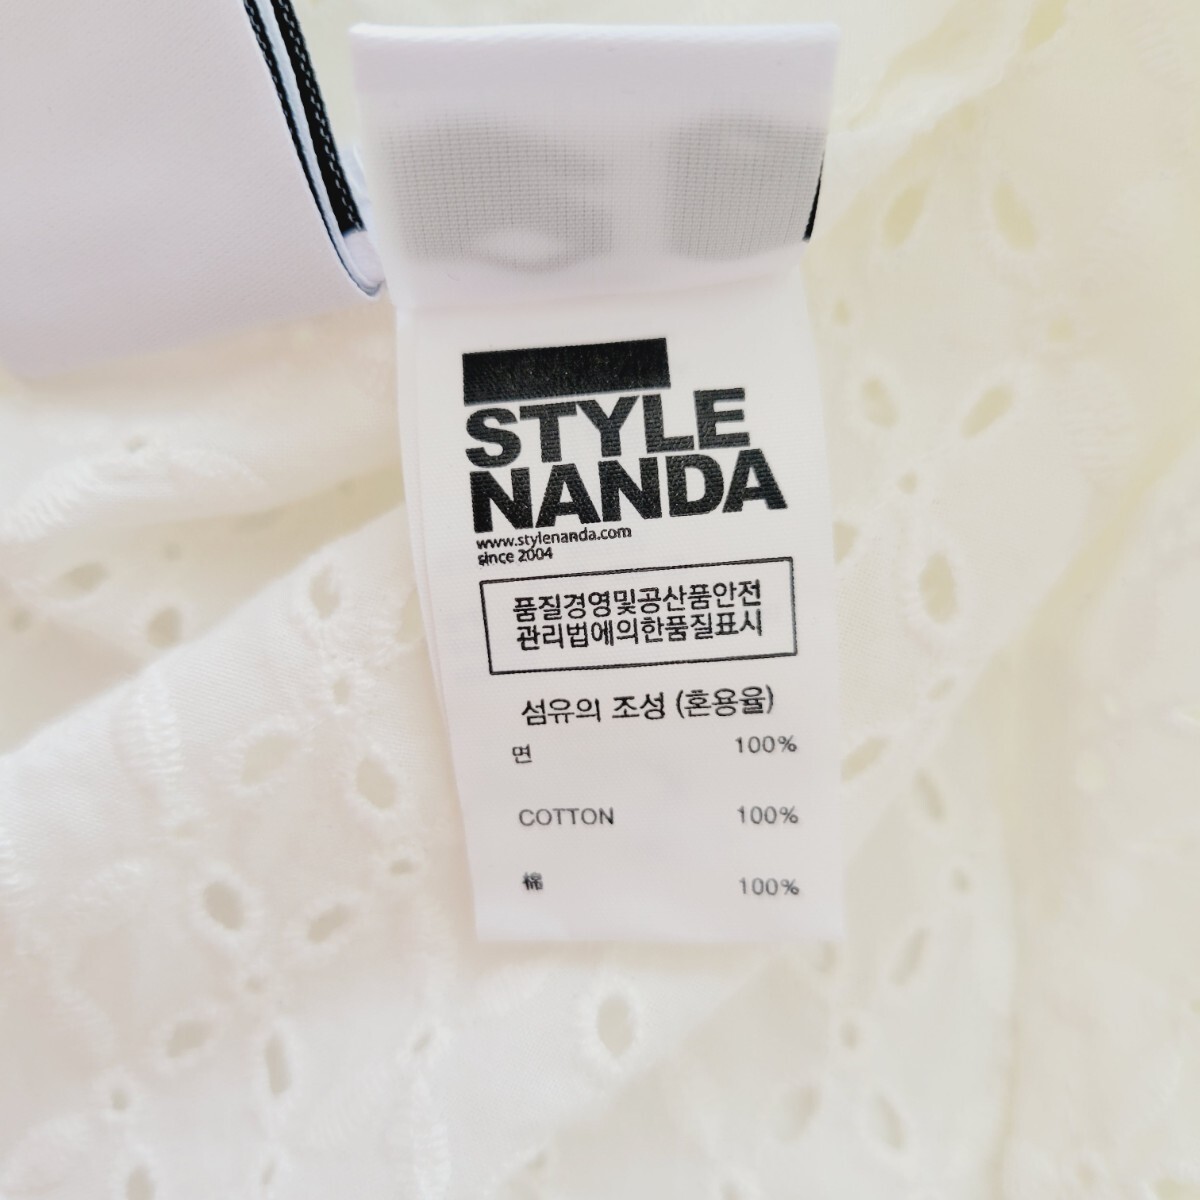 STYLE
NANDA
www.stylenanda.com
since 2004
품질경영및공산품안전
관리법에의한품질표시
섬유의 조성 (혼용율)
면 100%
COTTON 100%
棉 100%